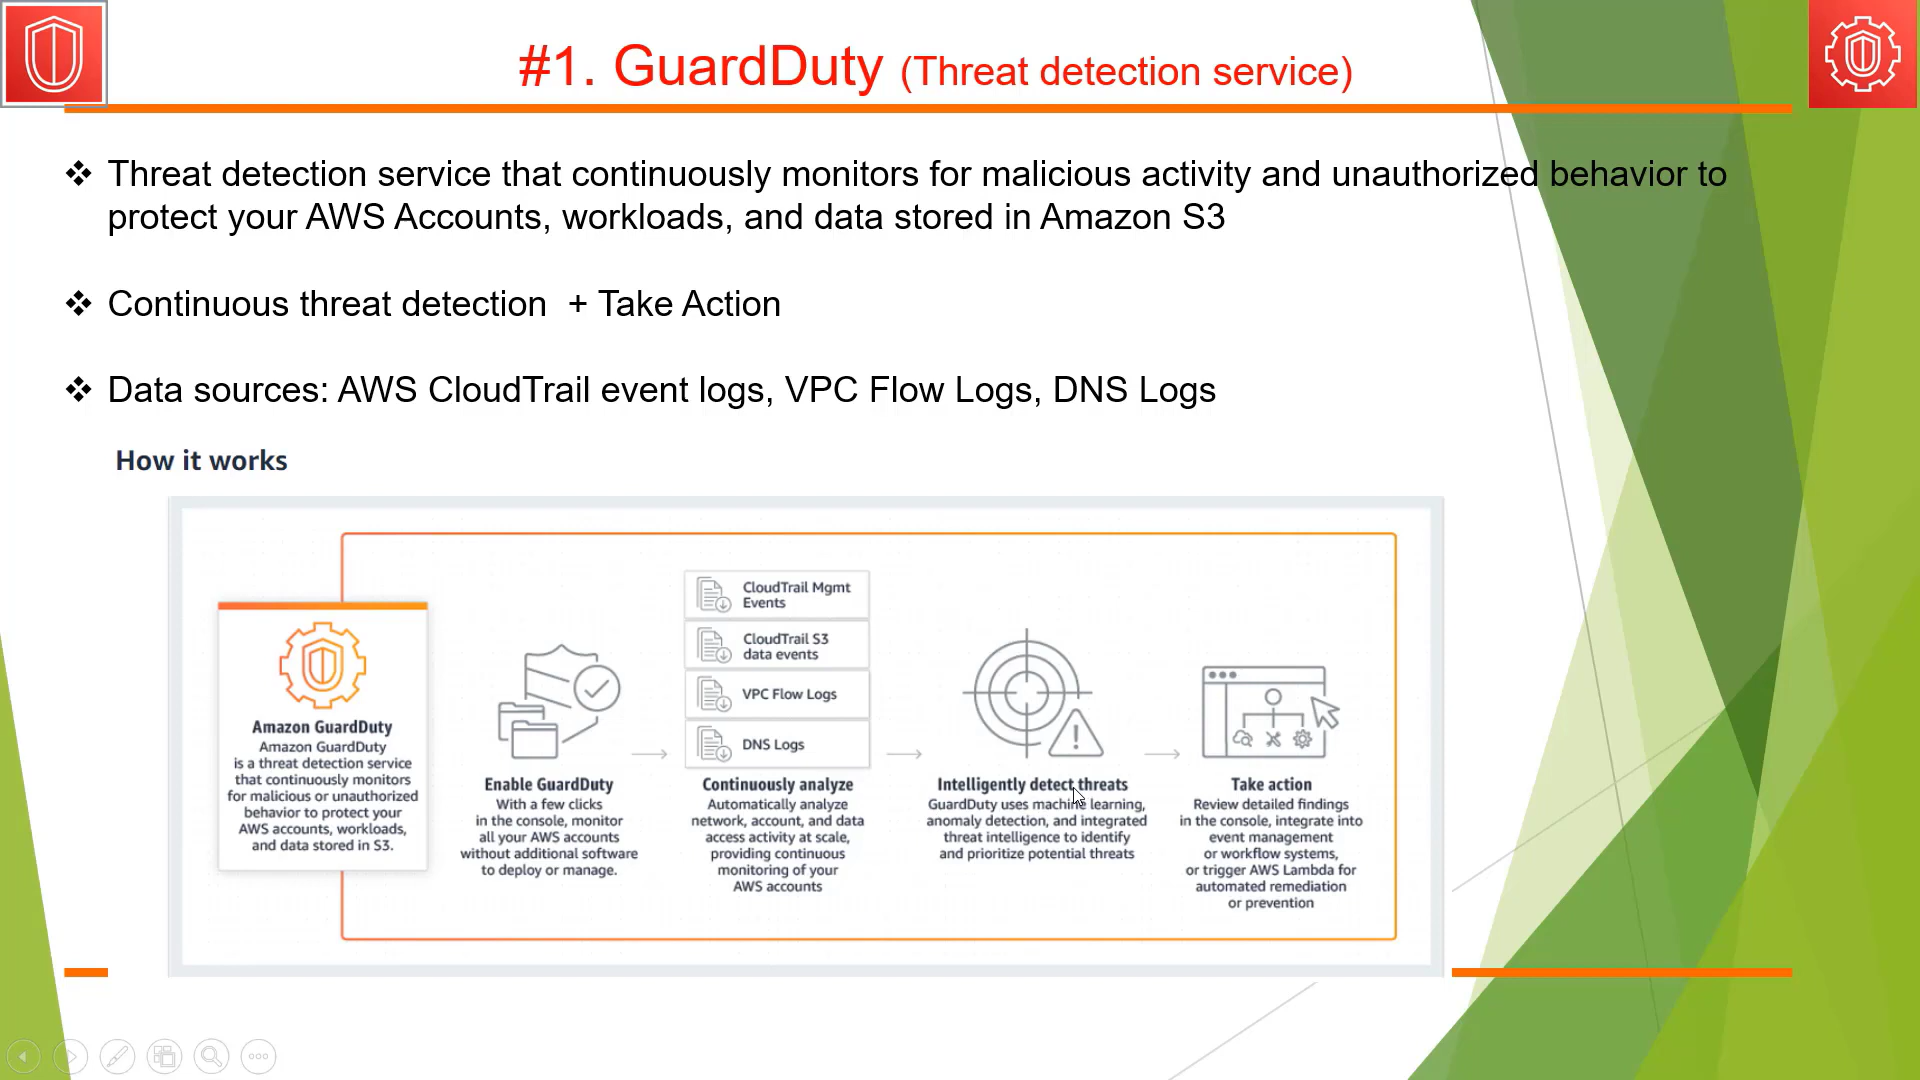 #1. GuardDuty (Threat detection service)
❖ Threat detection service that continuously monitors for malicious activity and unauthorized behavior to
protect your AWS Accounts, workloads, and data stored in Amazon S3
❖ Continuous threat detection + Take Action
❖ Data sources: AWS CloudTrail event logs, VPC Flow Logs, DNS Logs
How it works
Amazon GuardDuty
Amazon GuardDuty
is a threat detection service
that continuously monitors
for malicious or unauthorized
behavior to protect your
AWS accounts, workloads,
and data stored in S3.
Enable GuardDuty
With a few clicks
in the console, monitor
all your AWS accounts
without additional software
to deploy or manage.
CloudTrail Mgmt
Events
CloudTrail S3
data events
VPC Flow Logs
DNS Logs
Continuously analyze
Automatically analyze
network, account, and data
access activity at scale,
providing continuous
monitoring of your
AWS accounts
Intelligently detect threats
GuardDuty uses machine learning,
anomaly detection, and integrated
threat intelligence to identify
and prioritize potential threats
Take action
Review detailed findings
in the console, integrate into
event management
or workflow systems,
or trigger AWS Lambda for
automated remediation
or prevention